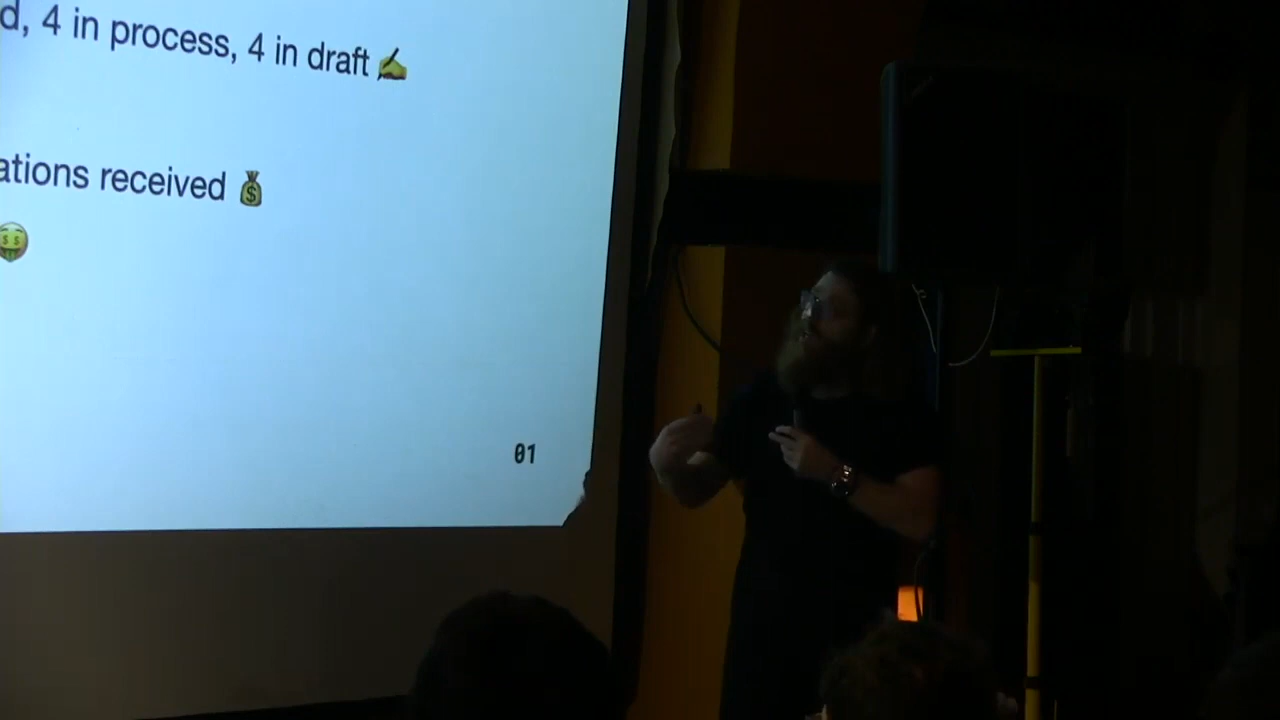 d, 4 in process, 4 in draft ✍️
ations received 💰
🤑
01